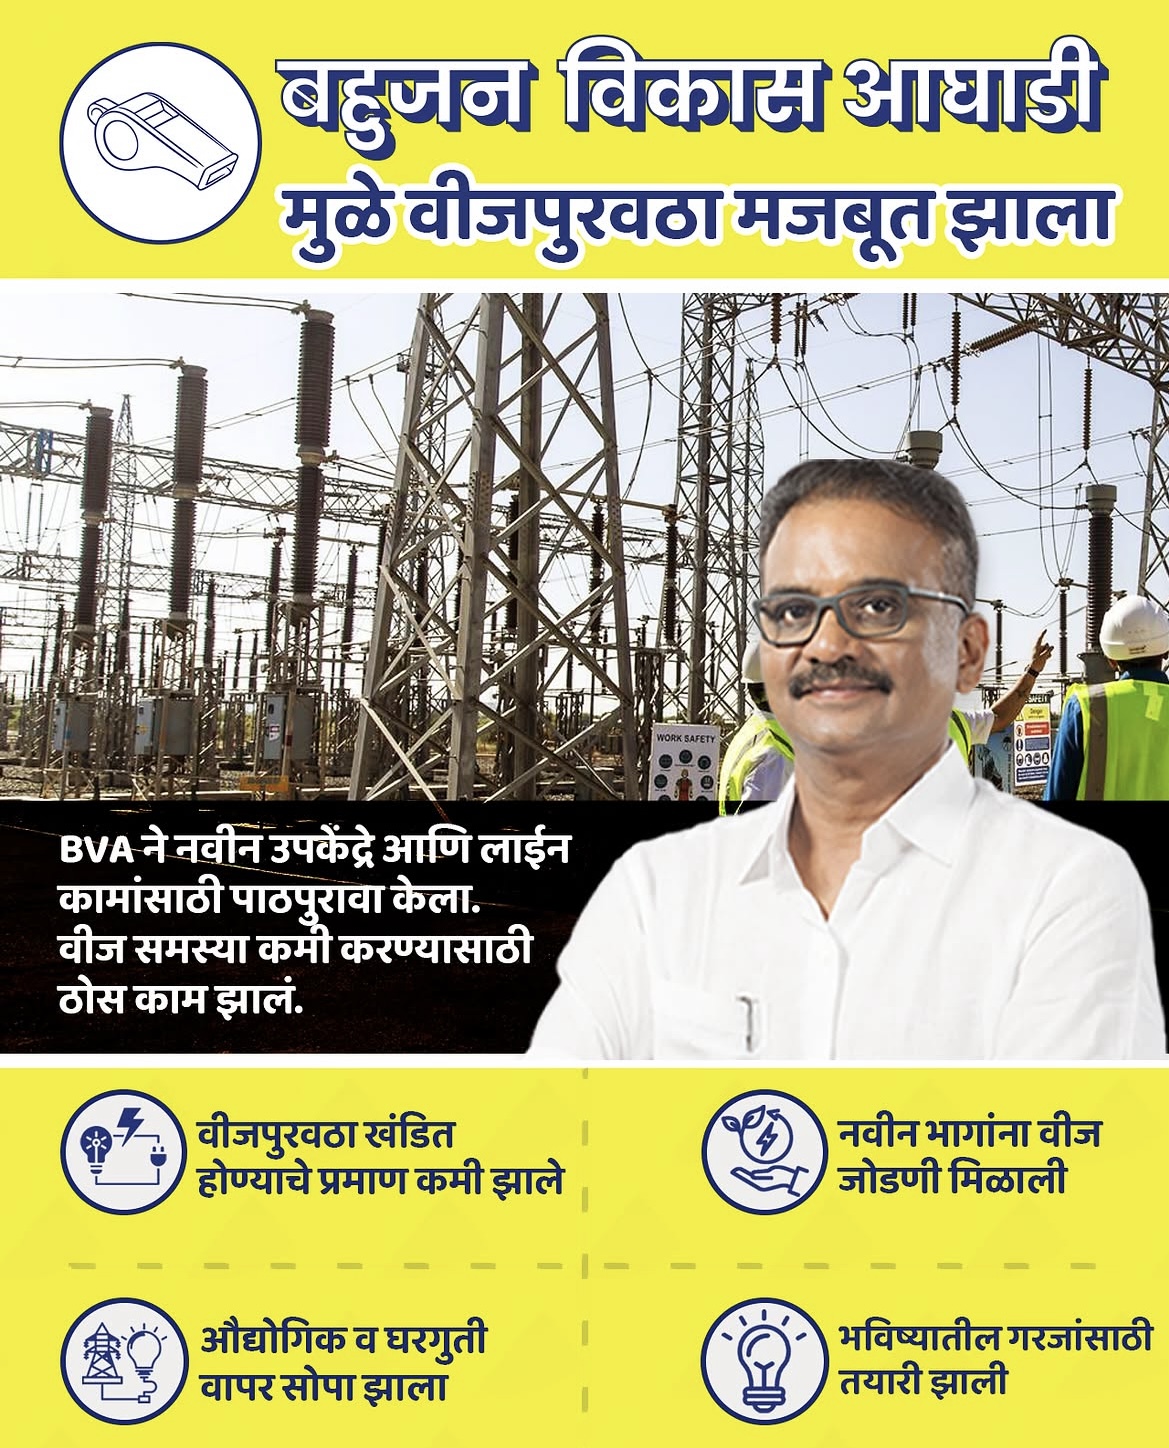 बहुजन विकास आघाडी
मुळे वीजपुरवठा मजबूत झाला
WORK SAFETY
Danger
BVA ने नवीन उपकेंद्रे आणि लाईन
कामांसाठी पाठपुरावा केला.
वीज समस्या कमी करण्यासाठी
ठोस काम झालं.
वीजपुरवठा खंडित
होण्याचे प्रमाण कमी झाले
नवीन भागांना वीज
जोडणी मिळाली
औद्योगिक व घरगुती
वापर सोपा झाला
भविष्यातील गरजांसाठी
तयारी झाली